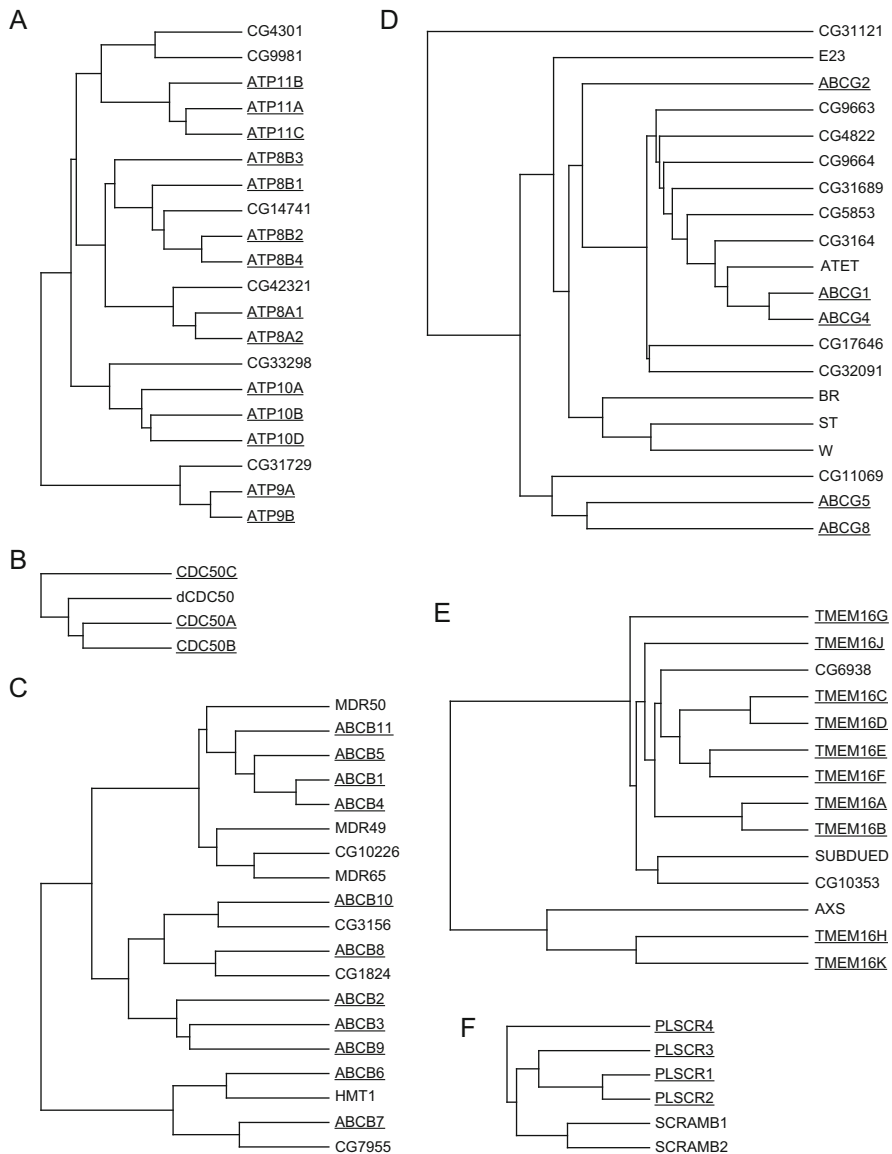 A
CG4301
CG9981
ATP11B
ATP11A
ATP11C
ATP8B3
ATP8B1
CG14741
ATP8B2
ATP8B4
CG42321
ATP8A1
ATP8A2
CG33298
ATP10A
ATP10B
ATP10D
CG31729
ATP9A
ATP9B
B
CDC50C
dCDC50
CDC50A
CDC50B
C
MDR50
ABCB11
ABCB5
ABCB1
ABCB4
MDR49
CG10226
MDR65
ABCB10
CG3156
ABCB8
CG1824
ABCB2
ABCB3
ABCB9
ABCB6
HMT1
ABCB7
CG7955
D
CG31121
E23
ABCG2
CG9663
CG4822
CG9664
CG31689
CG5853
CG3164
ATET
ABCG1
ABCG4
CG17646
CG32091
BR
ST
W
CG11069
ABCG5
ABCG8
E
TMEM16G
TMEM16J
CG6938
TMEM16C
TMEM16D
TMEM16E
TMEM16F
TMEM16A
TMEM16B
SUBDUED
CG10353
AXS
TMEM16H
TMEM16K
F
PLSCR4
PLSCR3
PLSCR1
PLSCR2
SCRAMB1
SCRAMB2